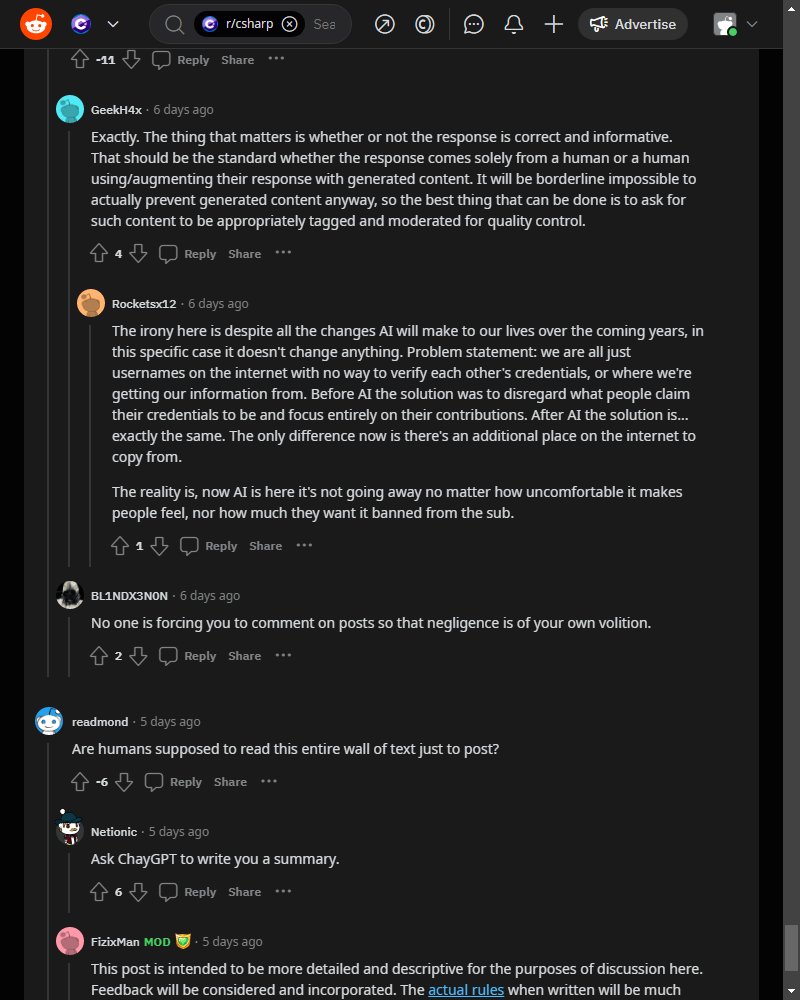 r/csharp
Sea
Advertise
-11 Reply Share
GeekH4x · 6 days ago
Exactly. The thing that matters is whether or not the response is correct and informative.
That should be the standard whether the response comes solely from a human or a human
using/augmenting their response with generated content. It will be borderline impossible to
actually prevent generated content anyway, so the best thing that can be done is to ask for
such content to be appropriately tagged and moderated for quality control.
4 Reply Share
Rocketsx12 · 6 days ago
The irony here is despite all the changes AI will make to our lives over the coming years, in
this specific case it doesn't change anything. Problem statement: we are all just
usernames on the internet with no way to verify each other's credentials, or where we're
getting our information from. Before AI the solution was to disregard what people claim
their credentials to be and focus entirely on their contributions. After AI the solution is...
exactly the same. The only difference now is there's an additional place on the internet to
copy from.
The reality is, now AI is here it's not going away no matter how uncomfortable it makes
people feel, nor how much they want it banned from the sub.
1 Reply Share
BL1NDX3N0N · 6 days ago
No one is forcing you to comment on posts so that negligence is of your own volition.
2 Reply Share
readmond · 5 days ago
Are humans supposed to read this entire wall of text just to post?
-6 Reply Share
Netionic · 5 days ago
Ask ChayGPT to write you a summary.
6 Reply Share
FizixMan MOD · 5 days ago
This post is intended to be more detailed and descriptive for the purposes of discussion here.
Feedback will be considered and incorporated. The actual rules when written will be much